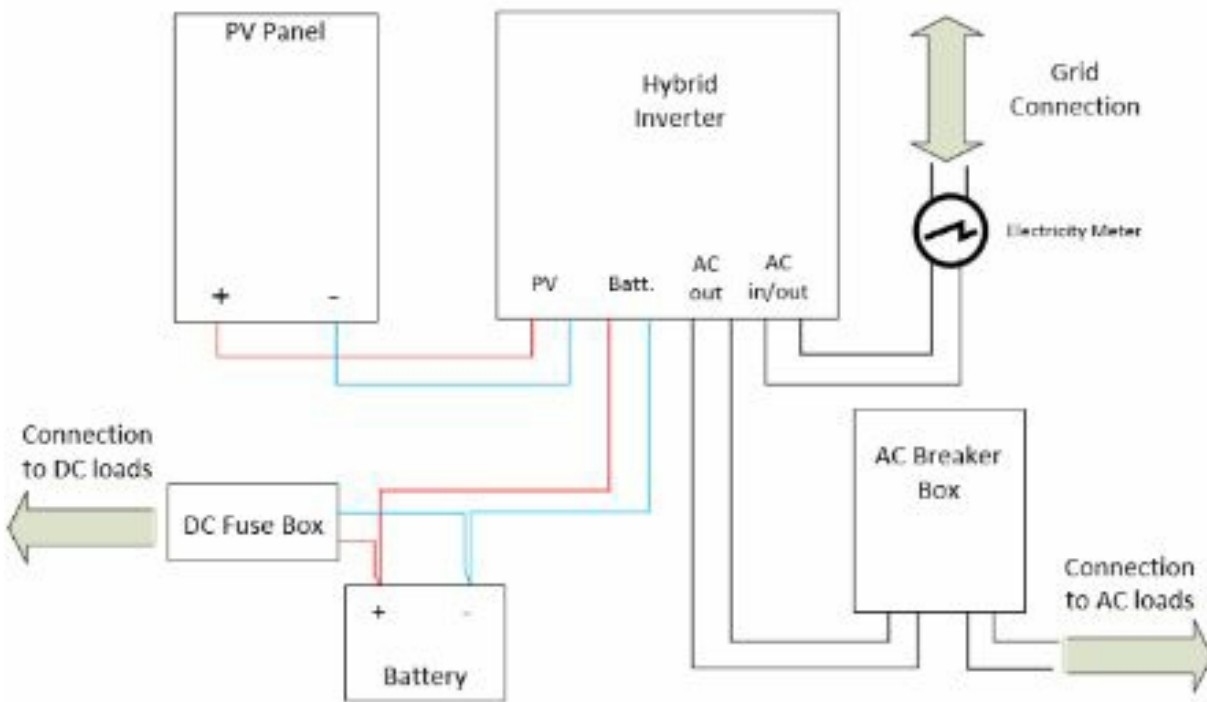 PV Panel
+ -
Hybrid
Inverter
PV
Batt.
AC
out
AC
in/out
Grid
Connection
Electricity Meter
Connection
to DC loads
DC Fuse Box
+ -
Battery
AC Breaker
Box
Connection
to AC loads